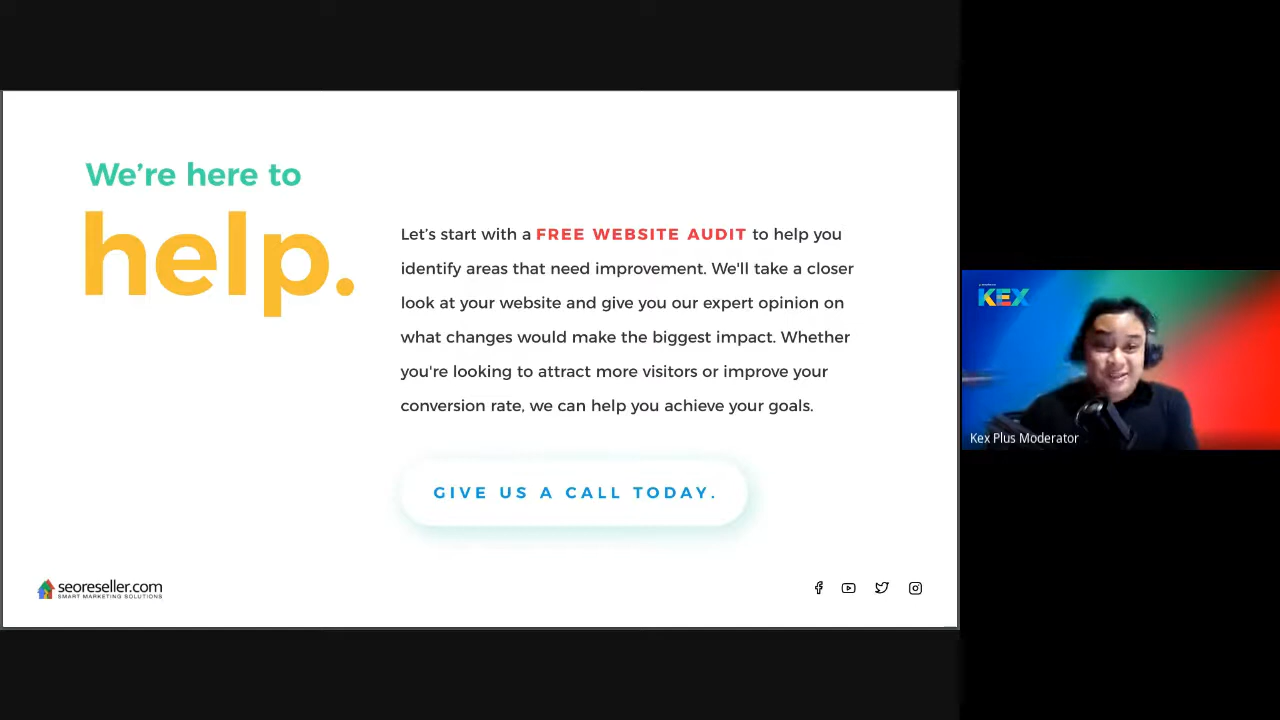 We're here to
help.
Let's start with a FREE WEBSITE AUDIT to help you
identify areas that need improvement. We'll take a closer
look at your website and give you our expert opinion on
what changes would make the biggest impact. Whether
you're looking to attract more visitors or improve your
conversion rate, we can help you achieve your goals.
GIVE US A CALL TODAY.
seoreseller.com
SMART MARKETING SOLUTIONS
KEX
Kex Plus Moderator